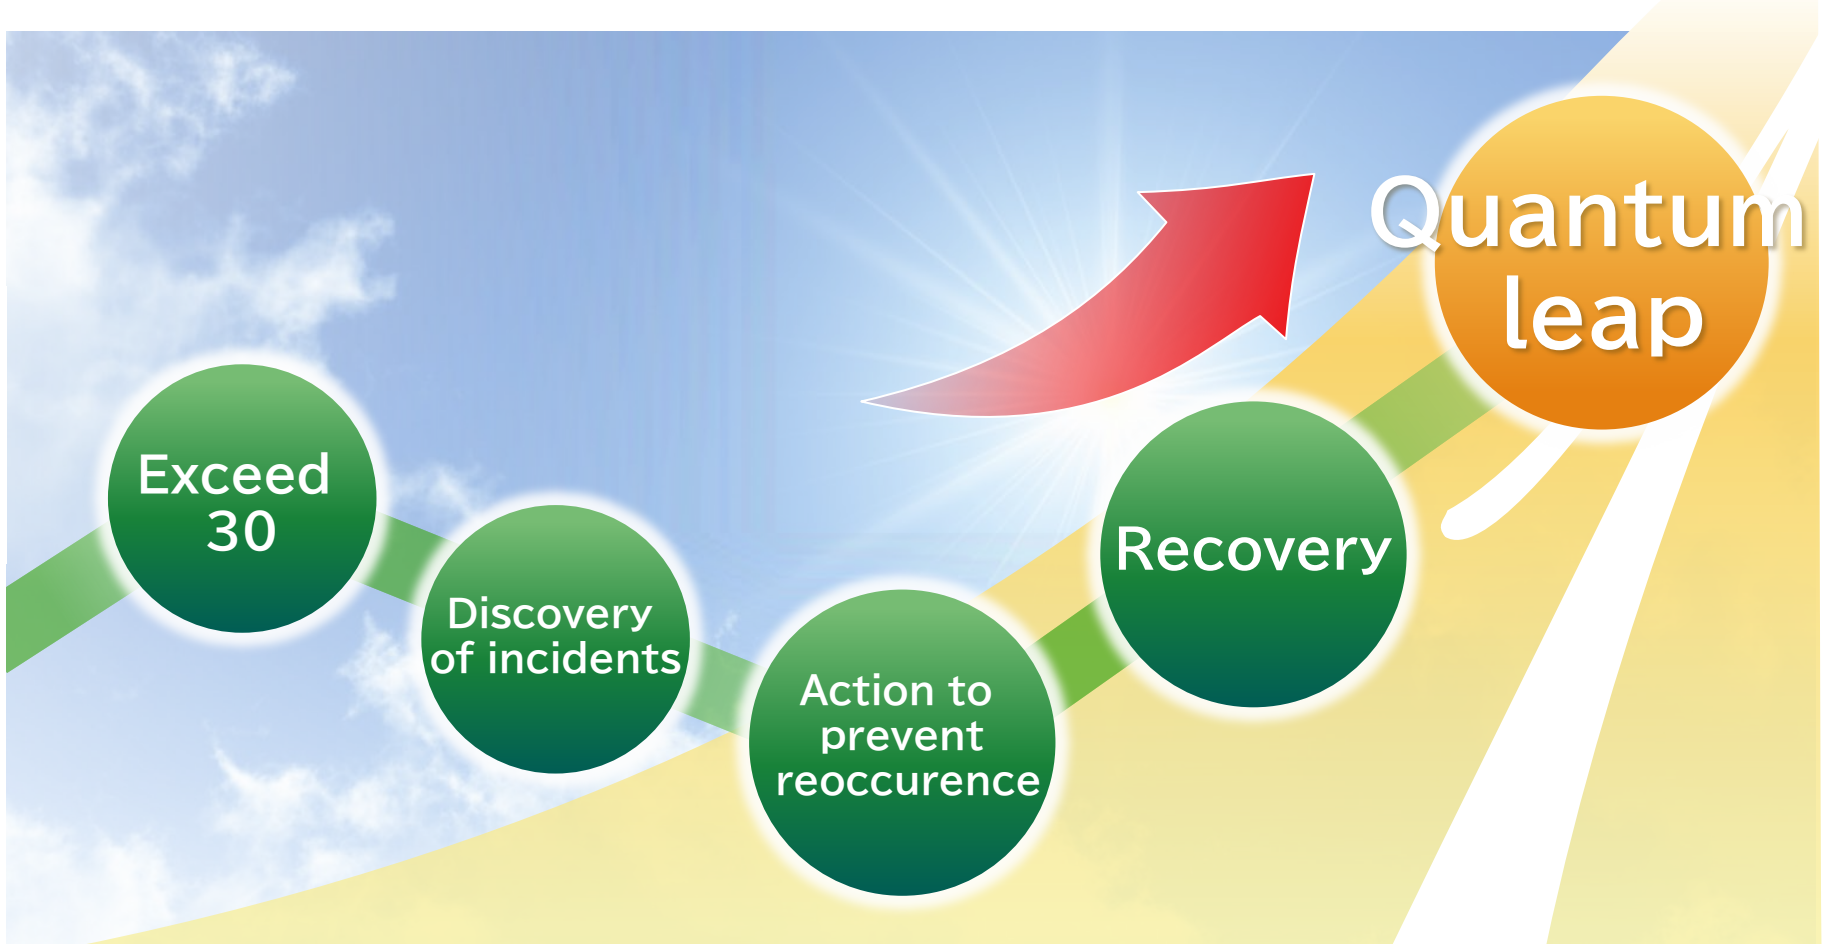 Exceed
30
Discovery
of incidents
Action to
prevent
reoccurence
Recovery
Quantum
leap